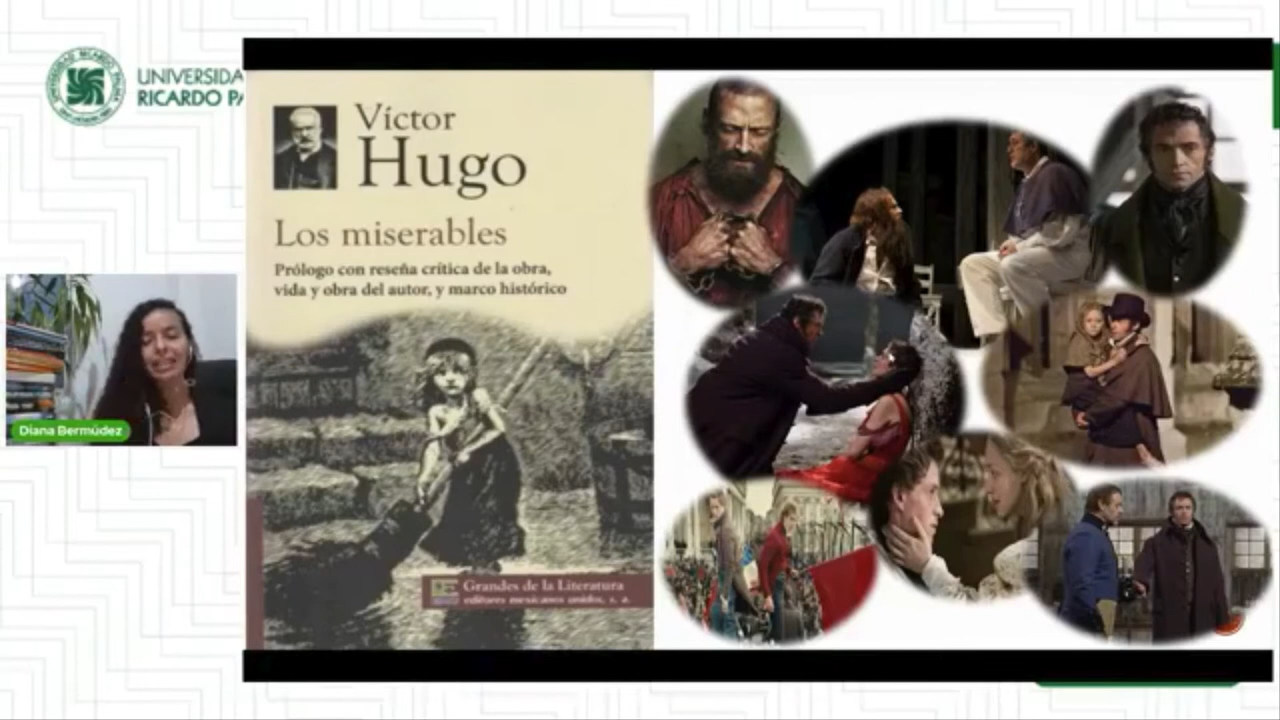 UNIVERSIDA
RICARDO PA
Víctor
Hugo
Los miserables
Prólogo con reseña crítica de la obra,
vida y obra del autor, y marco histórico
Diana Bermúdez
Grandes de la Literatura
editores mexicanos unidos, s. a.